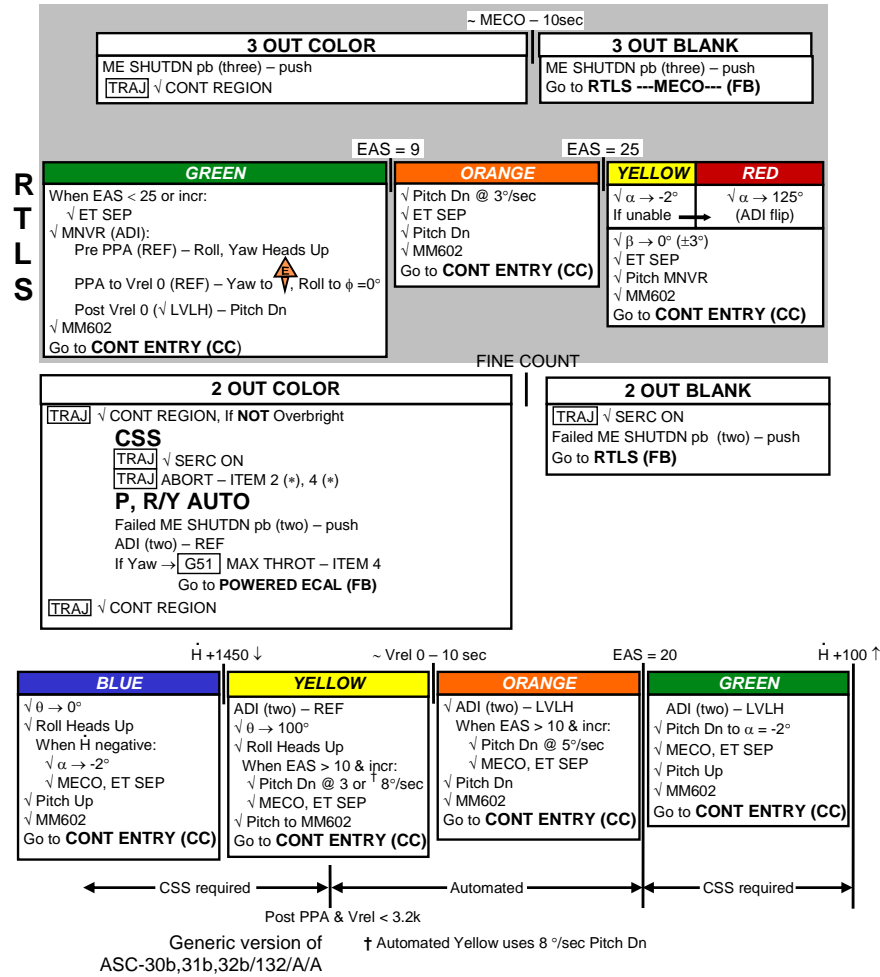 ~ MECO – 10sec
3 OUT COLOR
ME SHUTDN pb (three) – push
TRAJ √ CONT REGION
3 OUT BLANK
ME SHUTDN pb (three) – push
Go to RTLS ---MECO--- (FB)
RTLS
EAS = 9
EAS = 25
GREEN
When EAS < 25 or incr:
√ ET SEP
√ MNVR (ADI):
Pre PPA (REF) – Roll, Yaw Heads Up
E
PPA to Vrel 0 (REF) – Yaw to , Roll to ϕ =0°
Post Vrel 0 (√ LVLH) – Pitch Dn
√ MM602
Go to CONT ENTRY (CC)
ORANGE
√ Pitch Dn @ 3°/sec
√ ET SEP
√ Pitch Dn
√ MM602
Go to CONT ENTRY (CC)
YELLOW
√ α → -2°
If unable
RED
√ α → 125°
(ADI flip)
√ β → 0° (±3°)
√ ET SEP
√ Pitch MNVR
√ MM602
Go to CONT ENTRY (CC)
FINE COUNT
2 OUT COLOR
TRAJ √ CONT REGION, If NOT Overbright
CSS
TRAJ √ SERC ON
TRAJ ABORT – ITEM 2 (∗), 4 (∗)
P, R/Y AUTO
Failed ME SHUTDN pb (two) – push
ADI (two) – REF
If Yaw → G51 MAX THROT – ITEM 4
Go to POWERED ECAL (FB)
TRAJ √ CONT REGION
2 OUT BLANK
TRAJ √ SERC ON
Failed ME SHUTDN pb (two) – push
Go to RTLS (FB)
Ḣ +1450 ↓
~ Vrel 0 – 10 sec
EAS = 20
Ḣ +100 ↑
BLUE
√ θ → 0°
√ Roll Heads Up
When Ḣ negative:
√ α → -2°
√ MECO, ET SEP
√ Pitch Up
√ MM602
Go to CONT ENTRY (CC)
YELLOW
ADI (two) – REF
√ θ → 100°
√ Roll Heads Up
When EAS > 10 & incr:
√ Pitch Dn @ 3 or † 8°/sec
√ MECO, ET SEP
√ Pitch to MM602
Go to CONT ENTRY (CC)
ORANGE
√ ADI (two) – LVLH
When EAS > 10 & incr:
√ Pitch Dn @ 5°/sec
√ MECO, ET SEP
√ Pitch Dn
√ MM602
Go to CONT ENTRY (CC)
GREEN
ADI (two) – LVLH
√ Pitch Dn to α = -2°
√ MECO, ET SEP
√ Pitch Up
√ MM602
Go to CONT ENTRY (CC)
CSS required
Automated
CSS required
Post PPA & Vrel < 3.2k
Generic version of
ASC-30b,31b,32b/132/A/A
† Automated Yellow uses 8 °/sec Pitch Dn